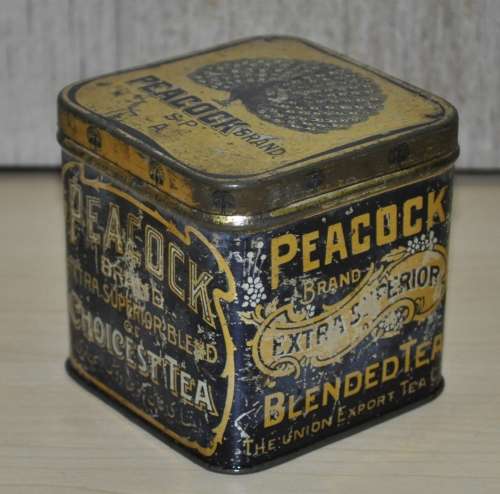 PEACOCK BRAND.
PEACOCK
BRAND
EXTRA SUPERIOR BLEND
OF
CHOICEST TEA
PEACOCK
BRAND
EXTRA SUPERIOR
BLENDED TEA
THE UNION EXPORT TEA